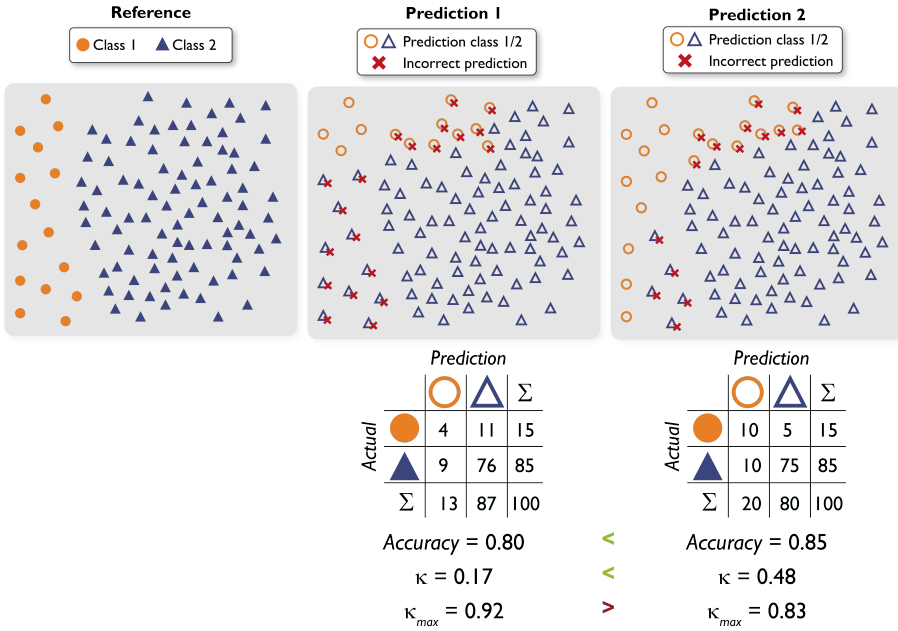 Reference
Prediction 1
Prediction 2
Class 1 Class 2
Prediction class 1/2
Incorrect prediction
Prediction class 1/2
Incorrect prediction
Prediction
Σ
Actual
4 11 15
9 76 85
Σ 13 87 100
Prediction
Σ
Actual
10 5 15
10 75 85
Σ 20 80 100
Accuracy = 0.80 < Accuracy = 0.85
κ = 0.17 < κ = 0.48
κmax = 0.92 > κmax = 0.83